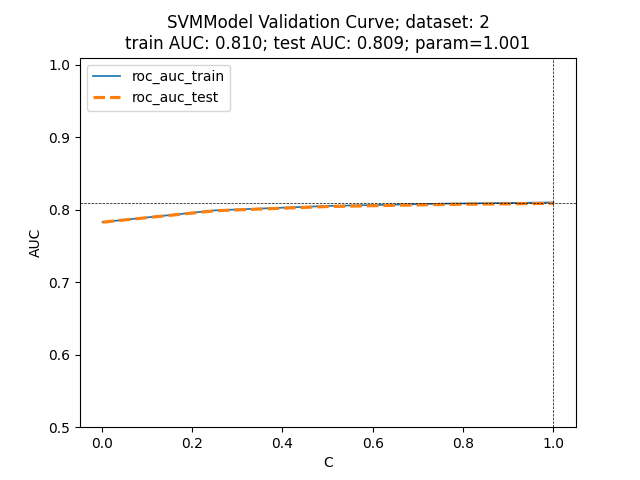 SVMModel Validation Curve; dataset: 2
train AUC: 0.810; test AUC: 0.809; param=1.001
roc_auc_train
roc_auc_test
AUC
1.0
0.9
0.8
0.7
0.6
0.5
0.0 0.2 0.4 0.6 0.8 1.0
C